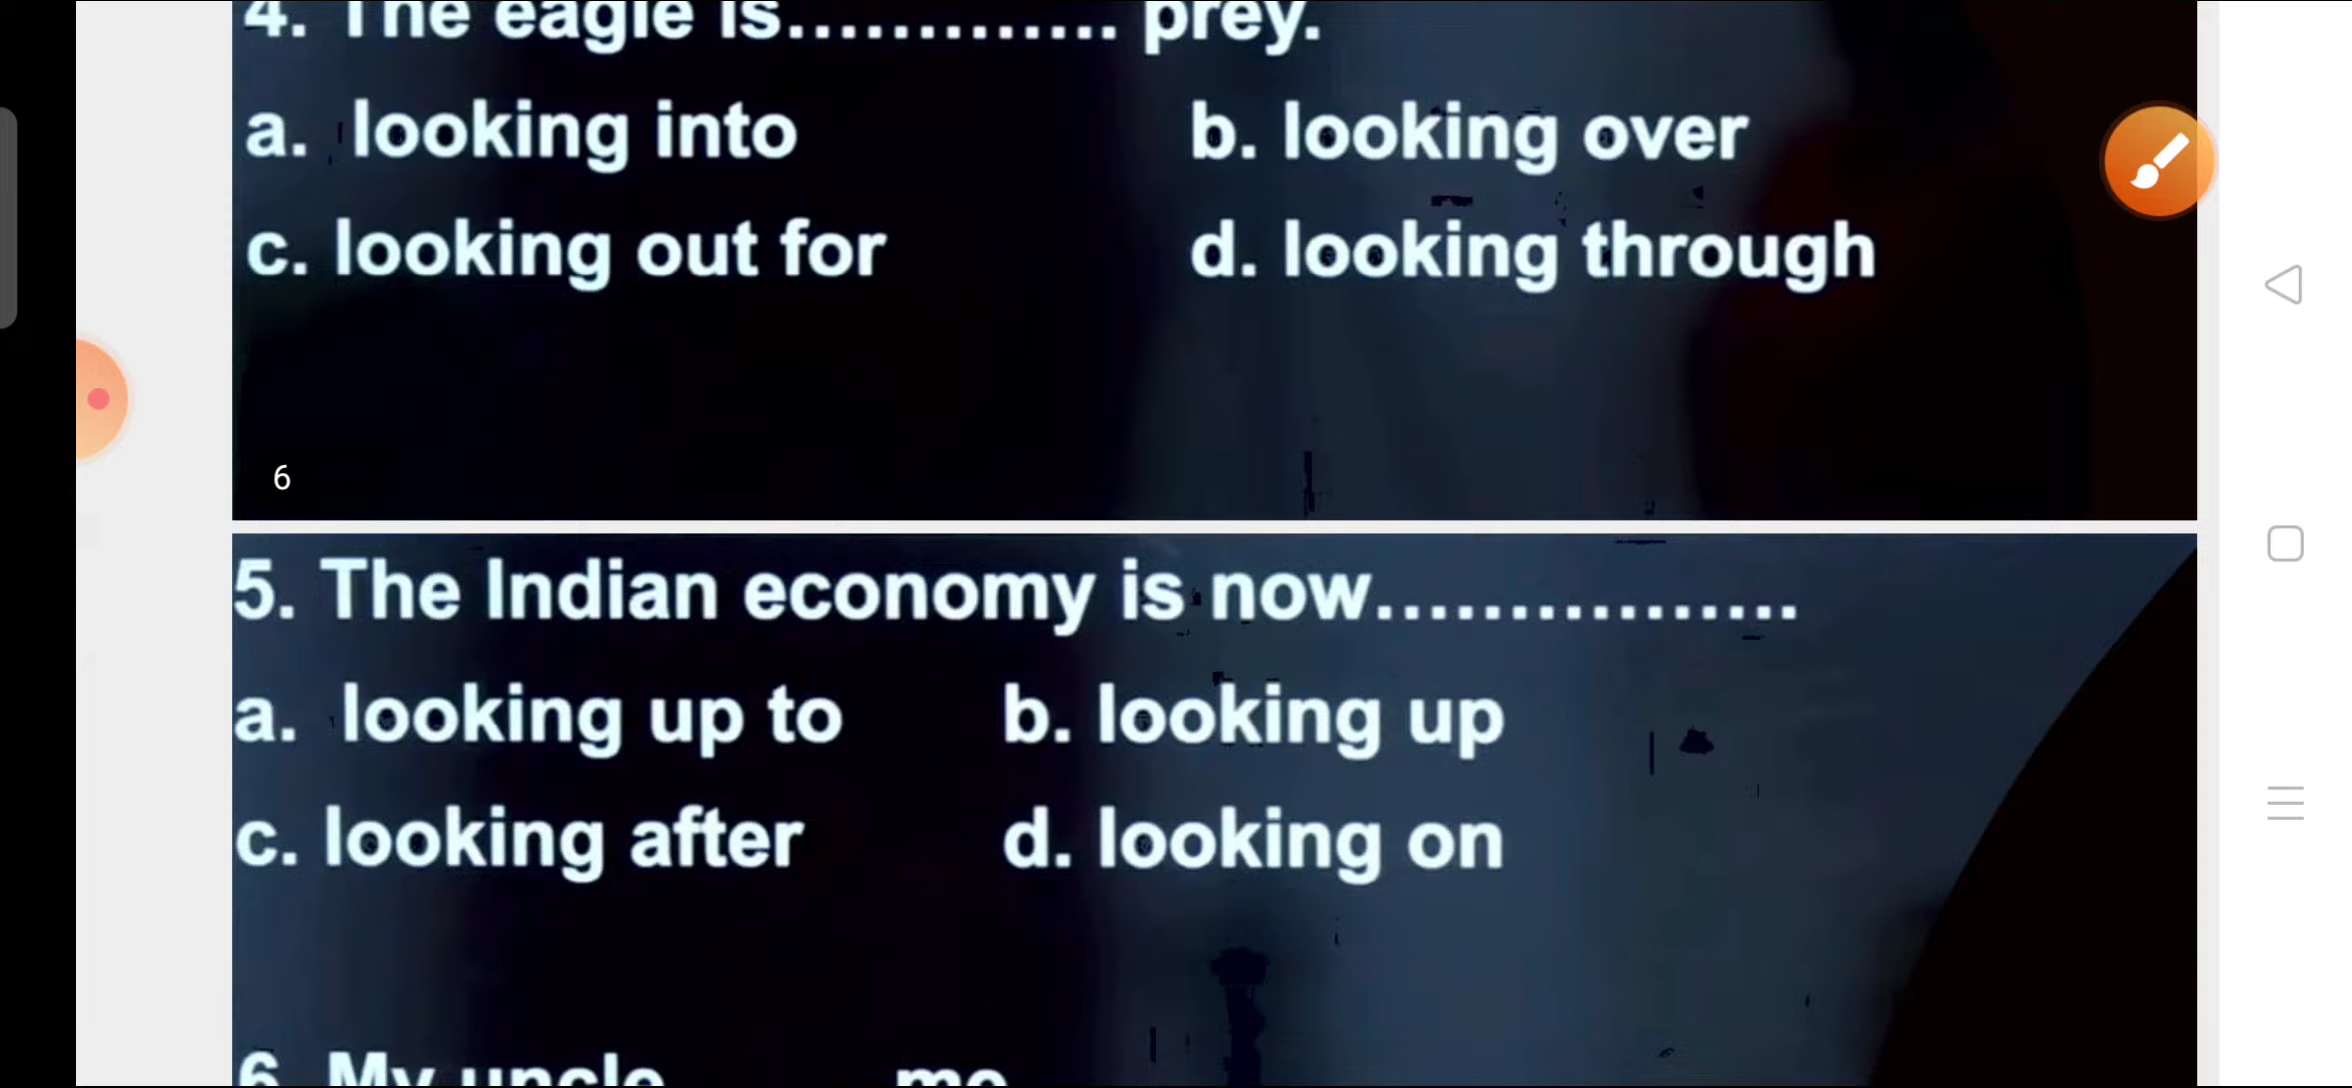 4. The eagle is............. prey.
a. looking into
b. looking over
c. looking out for
d. looking through
6
5. The Indian economy is now................
a. looking up to
b. looking up
c. looking after
d. looking on
6. My uncle me